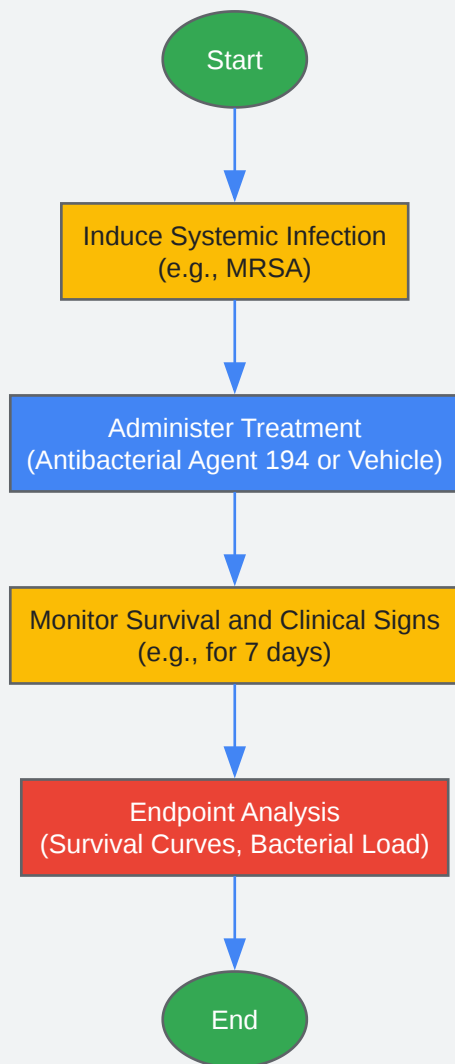 Start
Induce Systemic Infection
(e.g., MRSA)
Administer Treatment
(Antibacterial Agent 194 or Vehicle)
Monitor Survival and Clinical Signs
(e.g., for 7 days)
Endpoint Analysis
(Survival Curves, Bacterial Load)
End